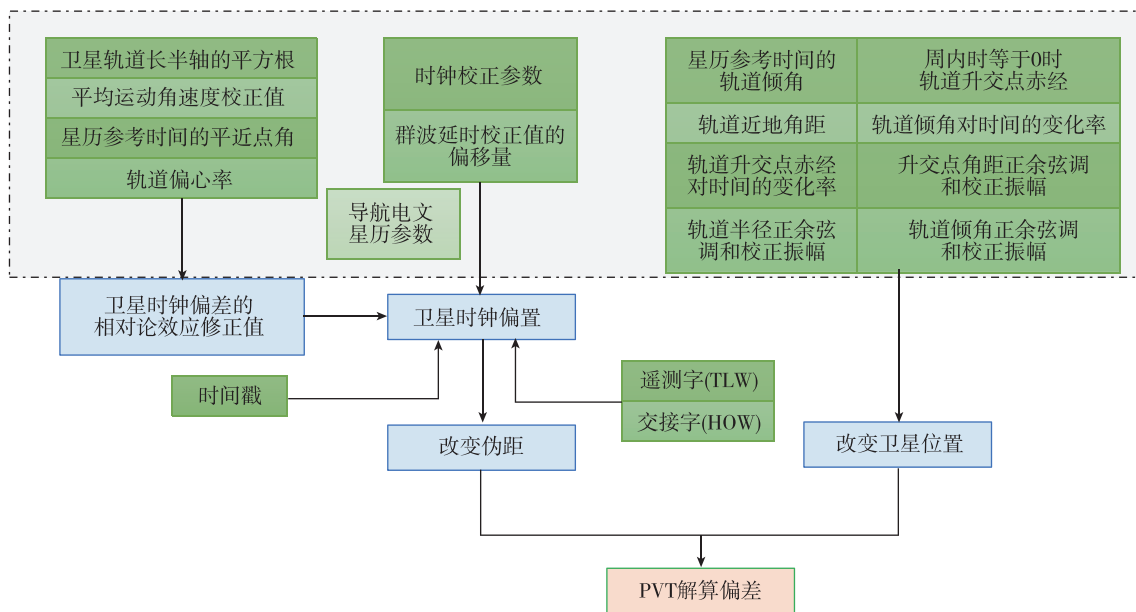 卫星轨道长半轴的平方根
平均运动角速度校正值
星历参考时间的平近点角
轨道偏心率
时钟校正参数
群波延时校正值的
偏移量
导航电文
星历参数
星历参考时间的
轨道倾角
周内时等于0时
轨道升交点赤经
轨道近地角距
轨道倾角对时间的变化率
轨道升交点赤经
对时间的变化率
升交点角距正余弦调
和校正振幅
轨道半径正余弦
调和校正振幅
轨道倾角正余弦调
和校正振幅
卫星时钟偏差的
相对论效应修正值
卫星时钟偏置
时间戳
遥测字(TLW)
交接字(HOW)
改变伪距
改变卫星位置
PVT解算偏差